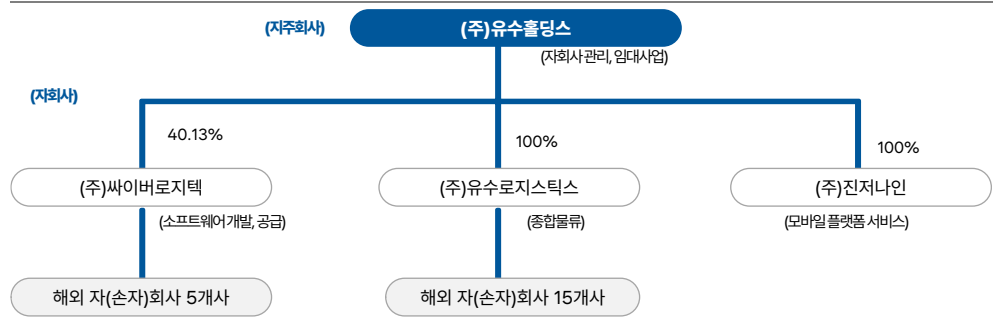 (지주회사)
(주)유수홀딩스
(자회사 관리, 임대사업)
(자회사)
40.13%
100%
100%
(주)싸이버로지텍
(주)유수로지스틱스
(주)진저나인
(소프트웨어 개발, 공급)
(종합물류)
(모바일 플랫폼 서비스)
해외 자(손자)회사 5개사
해외 자(손자)회사 15개사